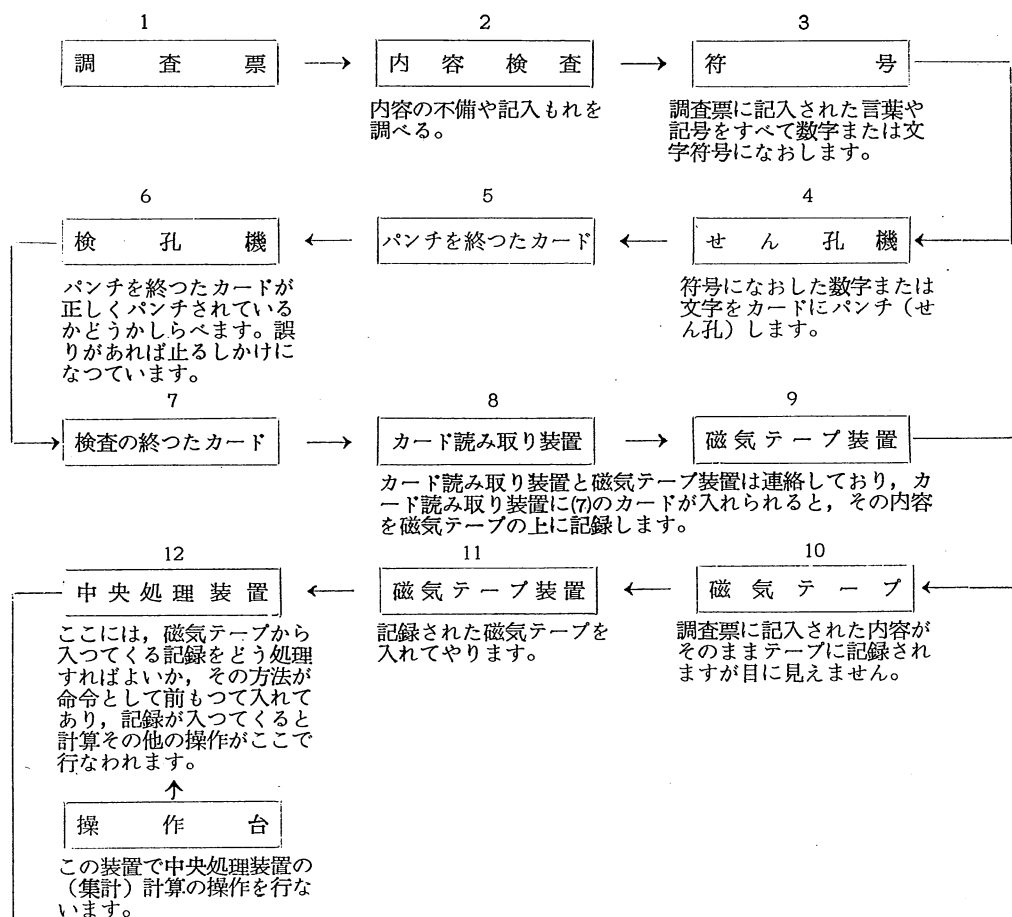 1
調査票
2
内容検査
内容の不備や記入もれを
調べる。
3
符号
調査票に記入された言葉や
記号をすべて数字または文
字符号になおします。
4
せん孔機
符号になおした数字または
文字をカードにパンチ(せ
ん孔)します。
5
パンチを終つたカード
6
検孔機
パンチを終つたカードが
正しくパンチされている
かどうかしらべます。誤
りがあれば止るしかけに
なつています。
7
検査の終つたカード
8
カード読み取り装置
9
磁気テープ装置
カード読み取り装置と磁気テープ装置は連絡しており,カ
ード読み取り装置に(7)のカードが入れられると,その内容
を磁気テープの上に記録します。
10
磁気テープ
調査票に記入された内容が
そのままテープに記録され
ますが目に見えません。
11
磁気テープ装置
記録された磁気テープを
入れてやります。
12
中央処理装置
ここには,磁気テープから
入つてくる記録をどう処理
すればよいか,その方法が
命令として前もつて入れて
あり,記録が入つてくると
計算その他の操作がここで
行なわれます。
操作台
この装置で中央処理装置の
(集計)計算の操作を行な
います。